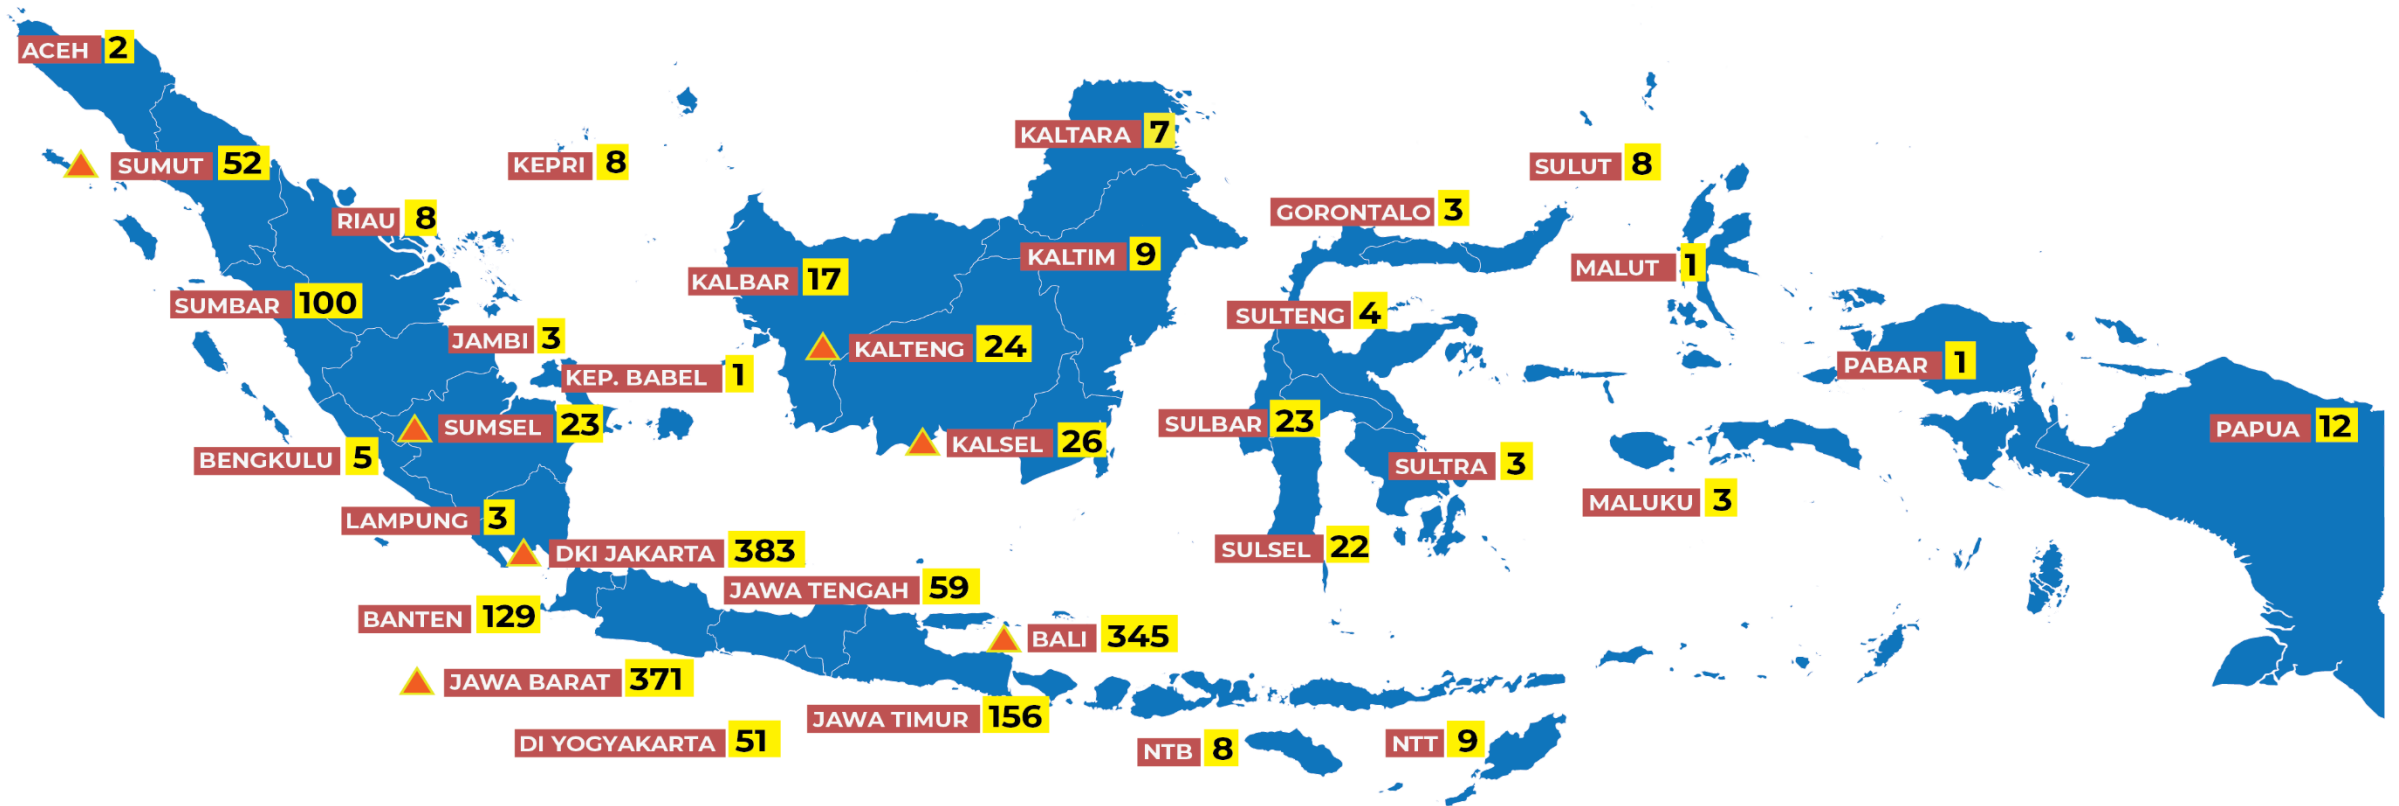 ACEH 2
SUMUT 52
RIAU 8
KEPRI 8
SUMBAR 100
JAMBI 3
KEP. BABEL 1
SUMSEL 23
BENGKULU 5
LAMPUNG 3
DKI JAKARTA 383
BANTEN 129
JAWA BARAT 371
DI YOGYAKARTA 51
JAWA TENGAH 59
JAWA TIMUR 156
BALI 345
NTB 8
NTT 9
KALTARA 7
KALTIM 9
KALBAR 17
KALTENG 24
KALSEL 26
GORONTALO 3
SULUT 8
SULTENG 4
SULBAR 23
SULTRA 3
SULSEL 22
MALUT 1
MALUKU 3
PABAR 1
PAPUA 12